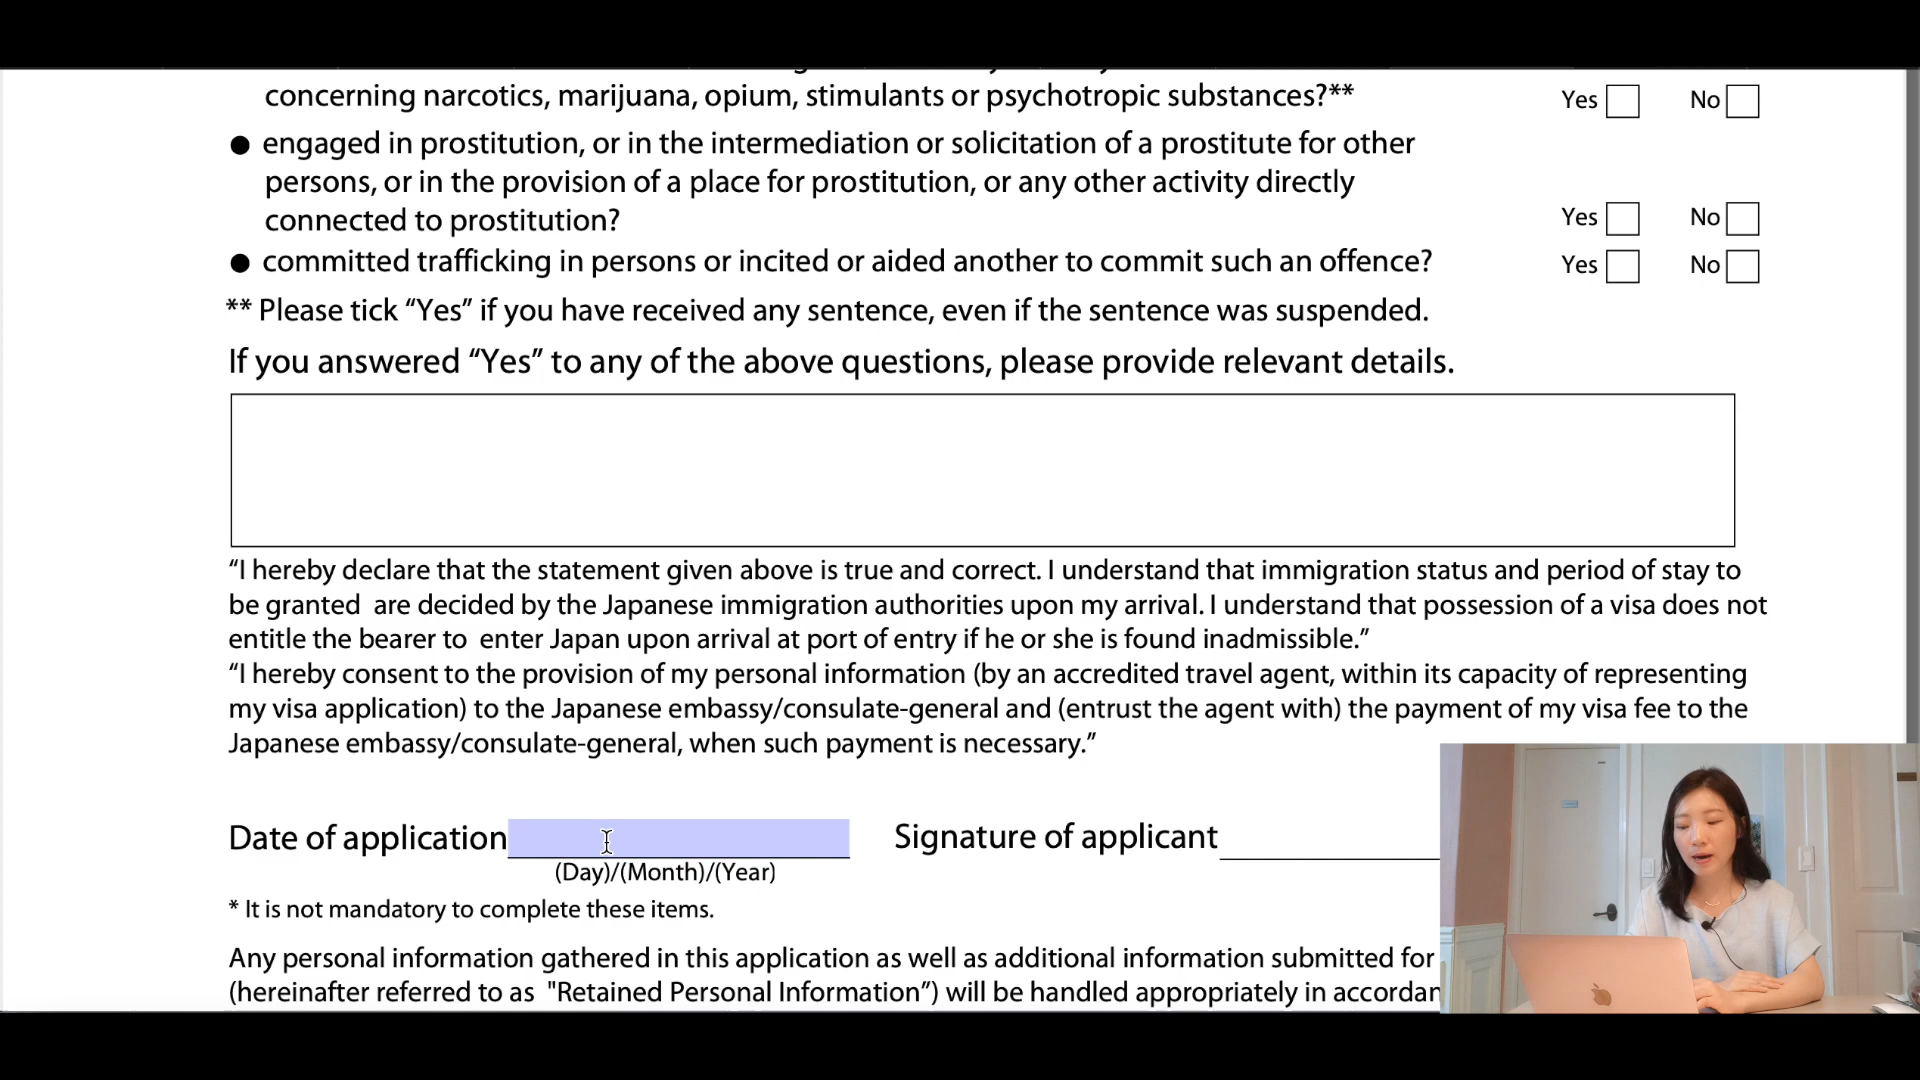 concerning narcotics, marijuana, opium, stimulants or psychotropic substances?** Yes No
● engaged in prostitution, or in the intermediation or solicitation of a prostitute for other
persons, or in the provision of a place for prostitution, or any other activity directly
connected to prostitution? Yes No
● committed trafficking in persons or incited or aided another to commit such an offence? Yes No
** Please tick “Yes” if you have received any sentence, even if the sentence was suspended.
If you answered “Yes” to any of the above questions, please provide relevant details.
“I hereby declare that the statement given above is true and correct. I understand that immigration status and period of stay to
be granted are decided by the Japanese immigration authorities upon my arrival. I understand that possession of a visa does not
entitle the bearer to enter Japan upon arrival at port of entry if he or she is found inadmissible.”
“I hereby consent to the provision of my personal information (by an accredited travel agent, within its capacity of representing
my visa application) to the Japanese embassy/consulate-general and (entrust the agent with) the payment of my visa fee to the
Japanese embassy/consulate-general, when such payment is necessary.”
Date of application Signature of applicant
(Day)/(Month)/(Year)
* It is not mandatory to complete these items.
Any personal information gathered in this application as well as additional information submitted for
(hereinafter referred to as "Retained Personal Information”) will be handled appropriately in accordan